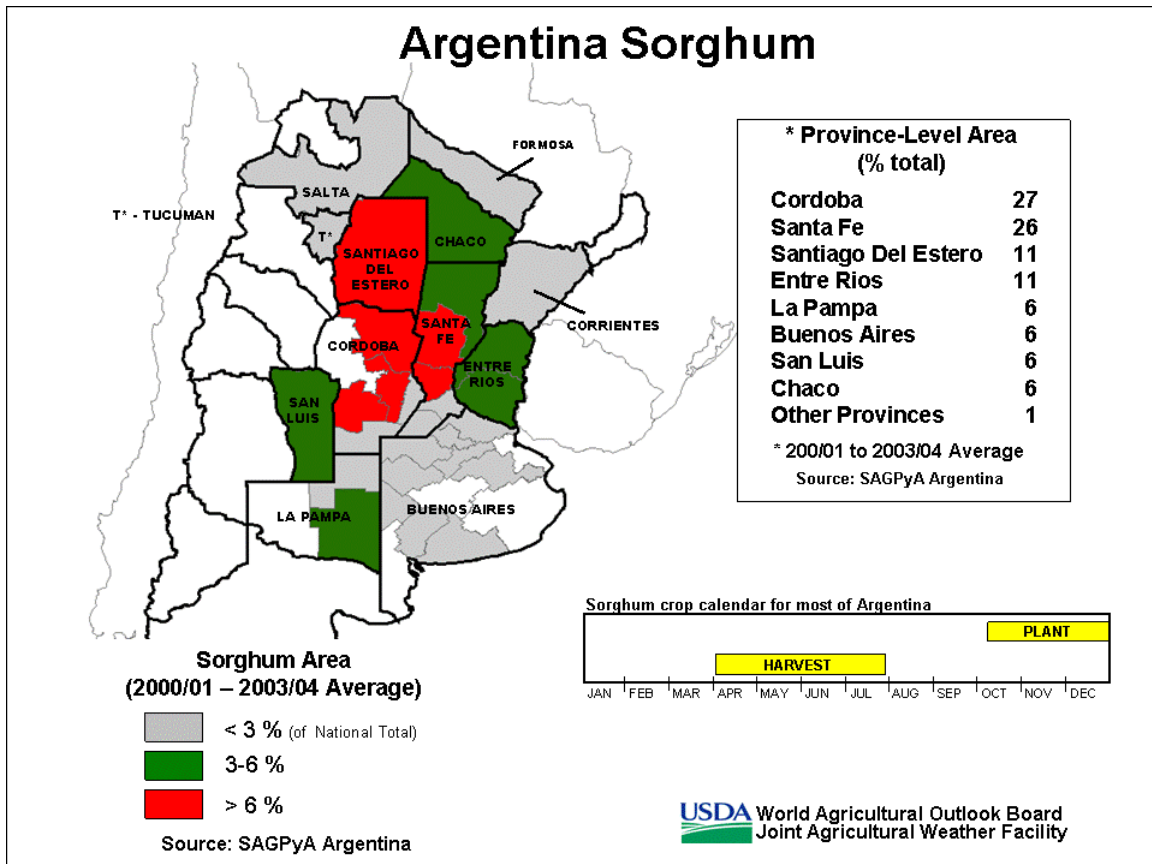 Argentina Sorghum
FORMOSA
SALTA
T* - TUCUMAN
T*
CHACO
SANTIAGO
DEL
ESTERO
SANTA
FE
CORRIENTES
CORDOBA
ENTRE
RIOS
SAN
LUIS
LA PAMPA
BUENOS AIRES
* Province-Level Area
(% total)
Cordoba 27
Santa Fe 26
Santiago Del Estero 11
Entre Rios 11
La Pampa 6
Buenos Aires 6
San Luis 6
Chaco 6
Other Provinces 1
* 200/01 to 2003/04 Average
Source: SAGPyA Argentina
Sorghum crop calendar for most of Argentina
PLANT
HARVEST
JAN FEB MAR APR MAY JUN JUL AUG SEP OCT NOV DEC
Sorghum Area
(2000/01 – 2003/04 Average)
< 3 % (of National Total)
3-6 %
> 6 %
Source: SAGPyA Argentina
USDA
World Agricultural Outlook Board
Joint Agricultural Weather Facility